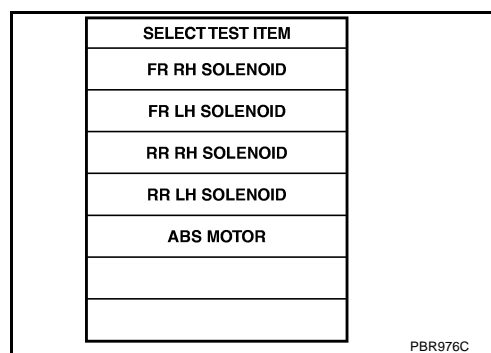 SELECT TEST ITEM
FR RH SOLENOID
FR LH SOLENOID
RR RH SOLENOID
RR LH SOLENOID
ABS MOTOR
PBR976C